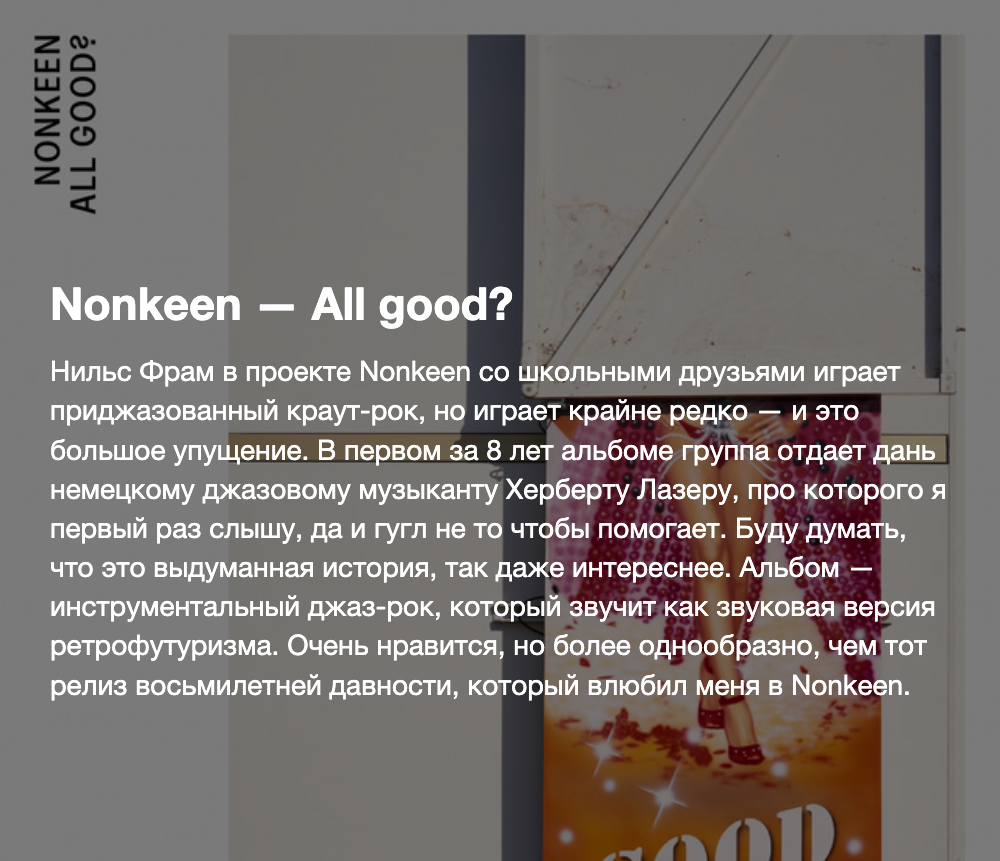 NONKEEN
ALL GOOD?
Nonkeen — All good?
Нильс Фрам в проекте Nonkeen со школьными друзьями играет
приджазованный краут-рок, но играет крайне редко — и это
большое упущение. В первом за 8 лет альбоме группа отдает дань
немецкому джазовому музыканту Херберту Лазеру, про которого я
первый раз слышу, да и гугл не то чтобы помогает. Буду думать,
что это выдуманная история, так даже интереснее. Альбом —
инструментальный джаз-рок, который звучит как звуковая версия
ретрофутуризма. Очень нравится, но более однообразно, чем тот
релиз восьмилетней давности, который влюбил меня в Nonkeen.
GOOD